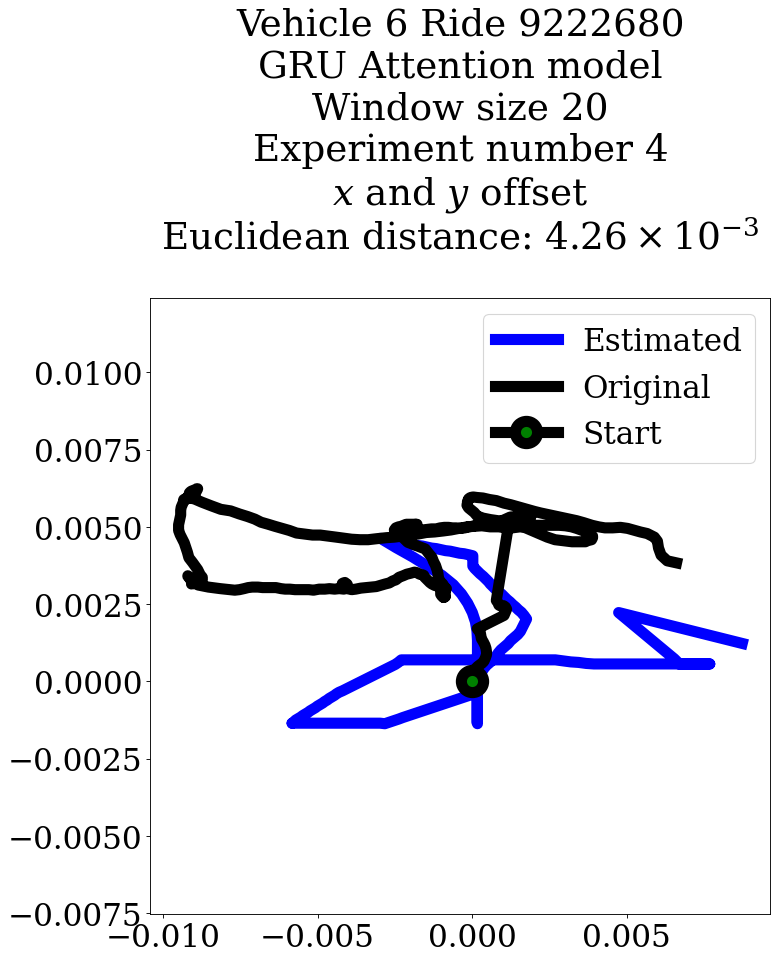 Vehicle 6 Ride 9222680
GRU Attention model
Window size 20
Experiment number 4
x and y offset
Euclidean distance: 4.26 × 10⁻³
Estimated
Original
Start
0.0100
0.0075
0.0050
0.0025
0.0000
−0.0025
−0.0050
−0.0075
−0.010 −0.005 0.000 0.005